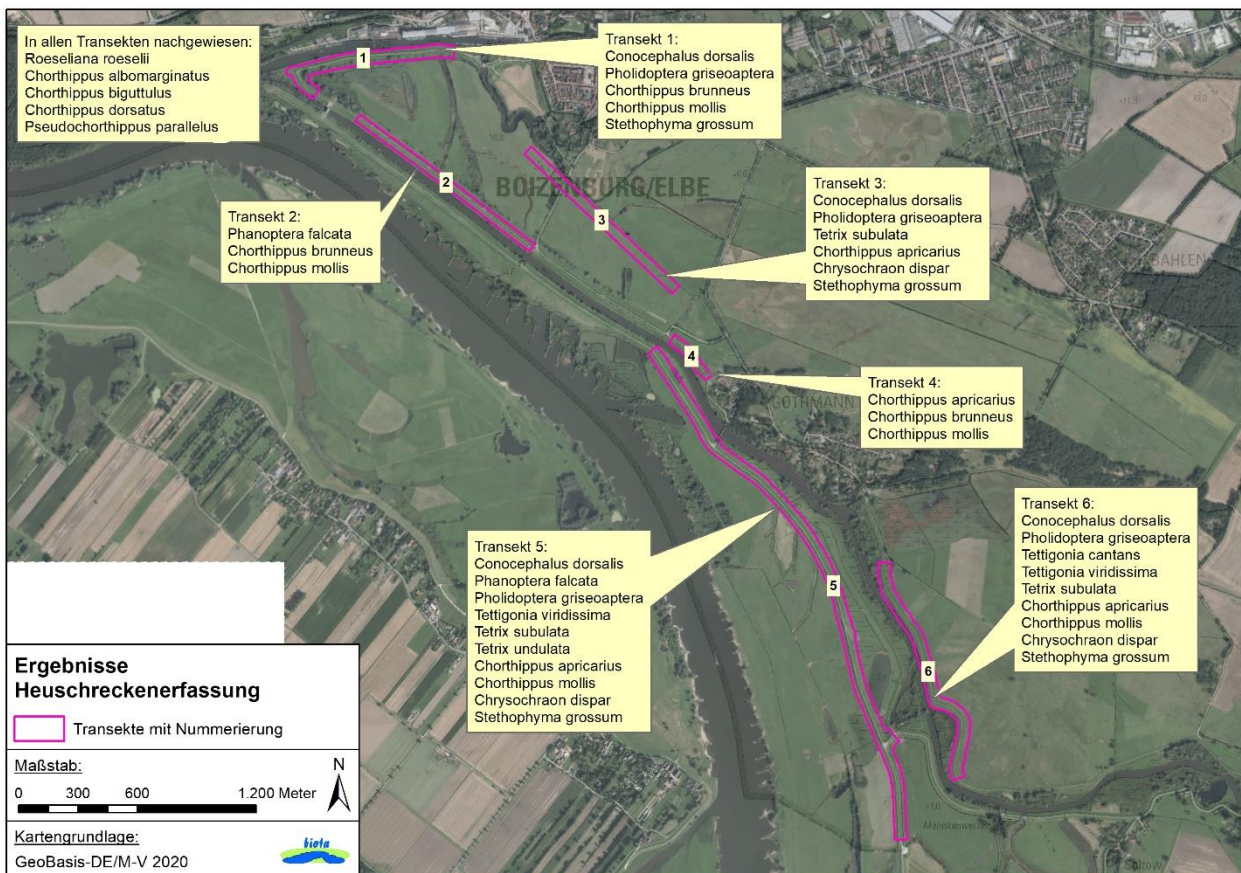 In allen Transekten nachgewiesen:
Roeseliana roeselii
Chorthippus albomarginatus
Chorthippus biguttulus
Chorthippus dorsatus
Pseudochorthippus parallelus
Transekt 1:
Conocephalus dorsalis
Pholidoptera griseoaptera
Chorthippus brunneus
Chorthippus mollis
Stethophyma grossum
1
2
3
BOIZENBURG/ELBE
Transekt 2:
Phanoptera falcata
Chorthippus brunneus
Chorthippus mollis
Transekt 3:
Conocephalus dorsalis
Pholidoptera griseoaptera
Tetrix subulata
Chorthippus apricarius
Chrysochraon dispar
Stethophyma grossum
BAHLEN
4
GOTHMANN
Transekt 4:
Chorthippus apricarius
Chorthippus brunneus
Chorthippus mollis
Transekt 5:
Conocephalus dorsalis
Phanoptera falcata
Pholidoptera griseoaptera
Tettigonia viridissima
Tetrix subulata
Tetrix undulata
Chorthippus apricarius
Chorthippus mollis
Chrysochraon dispar
Stethophyma grossum
5
Transekt 6:
Conocephalus dorsalis
Pholidoptera griseoaptera
Tettigonia cantans
Tettigonia viridissima
Tetrix subulata
Chorthippus apricarius
Chorthippus mollis
Chrysochraon dispar
Stethophyma grossum
6
Ergebnisse
Heuschreckenerfassung
Transekte mit Nummerierung
Maßstab:
N
0 300 600 1.200 Meter
Kartengrundlage:
GeoBasis-DE/M-V 2020
biota